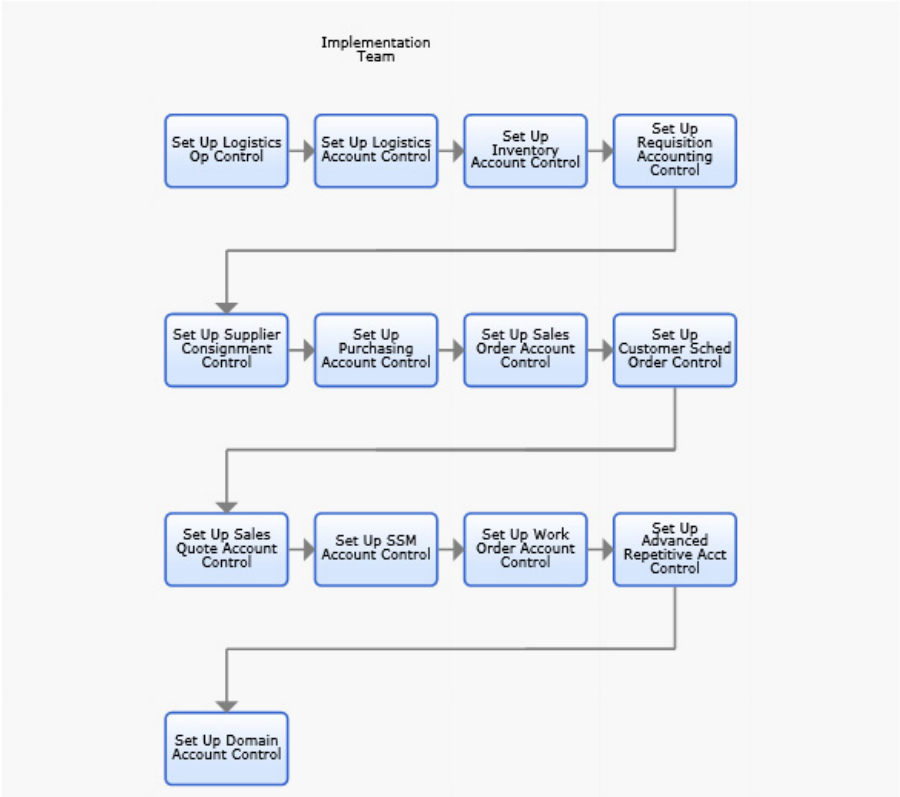 Implementation
Team
Set Up Logistics
Op Control
Set Up Logistics
Account Control
Set Up
Inventory
Account Control
Set Up
Requisition
Accounting
Control
Set Up Supplier
Consignment
Control
Set Up
Purchasing
Account Control
Set Up Sales
Order Account
Control
Set Up
Customer Sched
Order Control
Set Up Sales
Quote Account
Control
Set Up SSM
Account Control
Set Up Work
Order Account
Control
Set Up
Advanced
Repetitive Acct
Control
Set Up Domain
Account Control